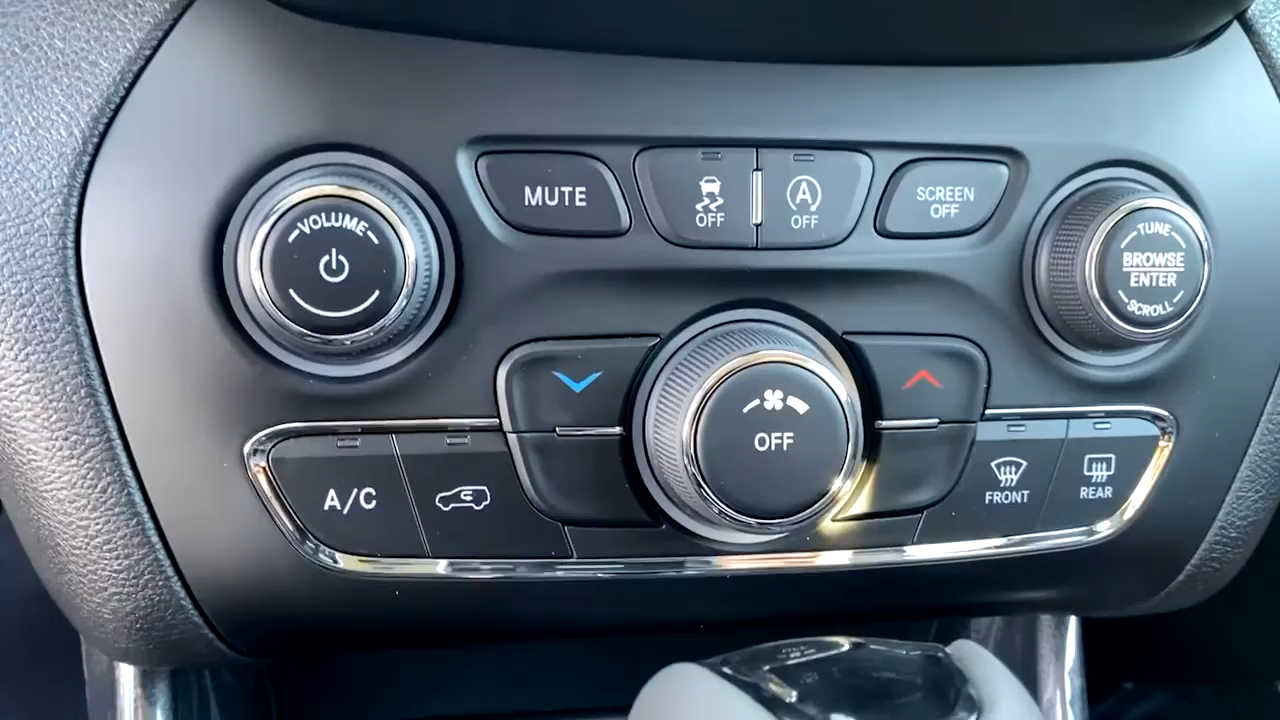 VOLUME
MUTE
OFF
A
OFF
SCREEN
OFF
TUNE
BROWSE
ENTER
SCROLL
OFF
A/C
FRONT
REAR